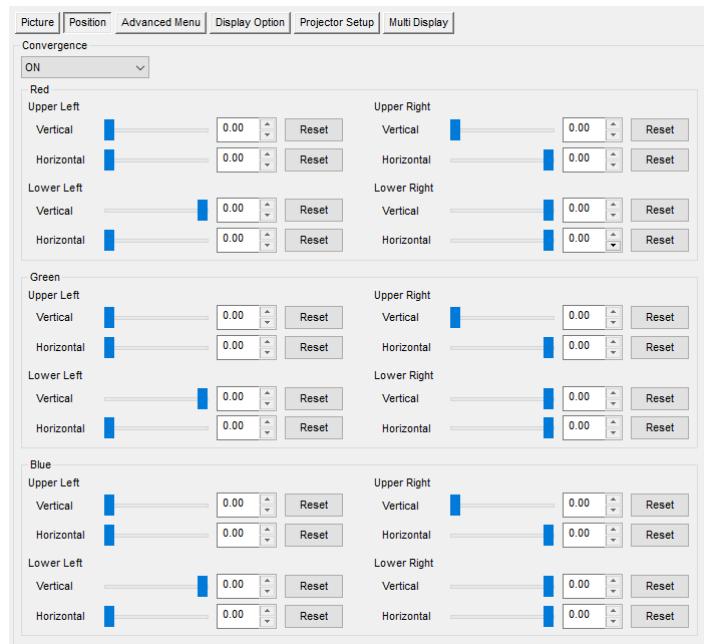 Picture Position Advanced Menu Display Option Projector Setup Multi Display
Convergence
ON
Red
Upper Left Upper Right
Vertical 0.00 Reset Vertical 0.00 Reset
Horizontal 0.00 Reset Horizontal 0.00 Reset
Lower Left Lower Right
Vertical 0.00 Reset Vertical 0.00 Reset
Horizontal 0.00 Reset Horizontal 0.00 Reset
Green
Upper Left Upper Right
Vertical 0.00 Reset Vertical 0.00 Reset
Horizontal 0.00 Reset Horizontal 0.00 Reset
Lower Left Lower Right
Vertical 0.00 Reset Vertical 0.00 Reset
Horizontal 0.00 Reset Horizontal 0.00 Reset
Blue
Upper Left Upper Right
Vertical 0.00 Reset Vertical 0.00 Reset
Horizontal 0.00 Reset Horizontal 0.00 Reset
Lower Left Lower Right
Vertical 0.00 Reset Vertical 0.00 Reset
Horizontal 0.00 Reset Horizontal 0.00 Reset